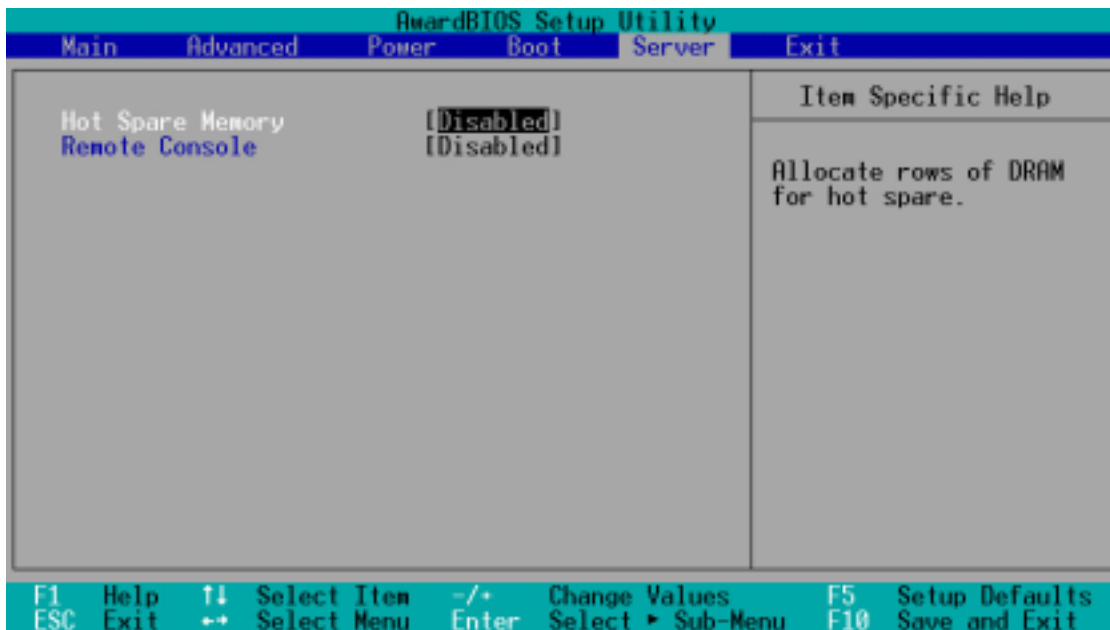 AwardBIOS Setup Utility
Main Advanced Power Boot Server Exit
Item Specific Help
Hot Spare Memory [Disabled]
Remote Console [Disabled]
Allocate rows of DRAM
for hot spare.
F1 Help ↑↓ Select Item -/+ Change Values F5 Setup Defaults
ESC Exit ←→ Select Menu Enter Select ► Sub-Menu F10 Save and Exit